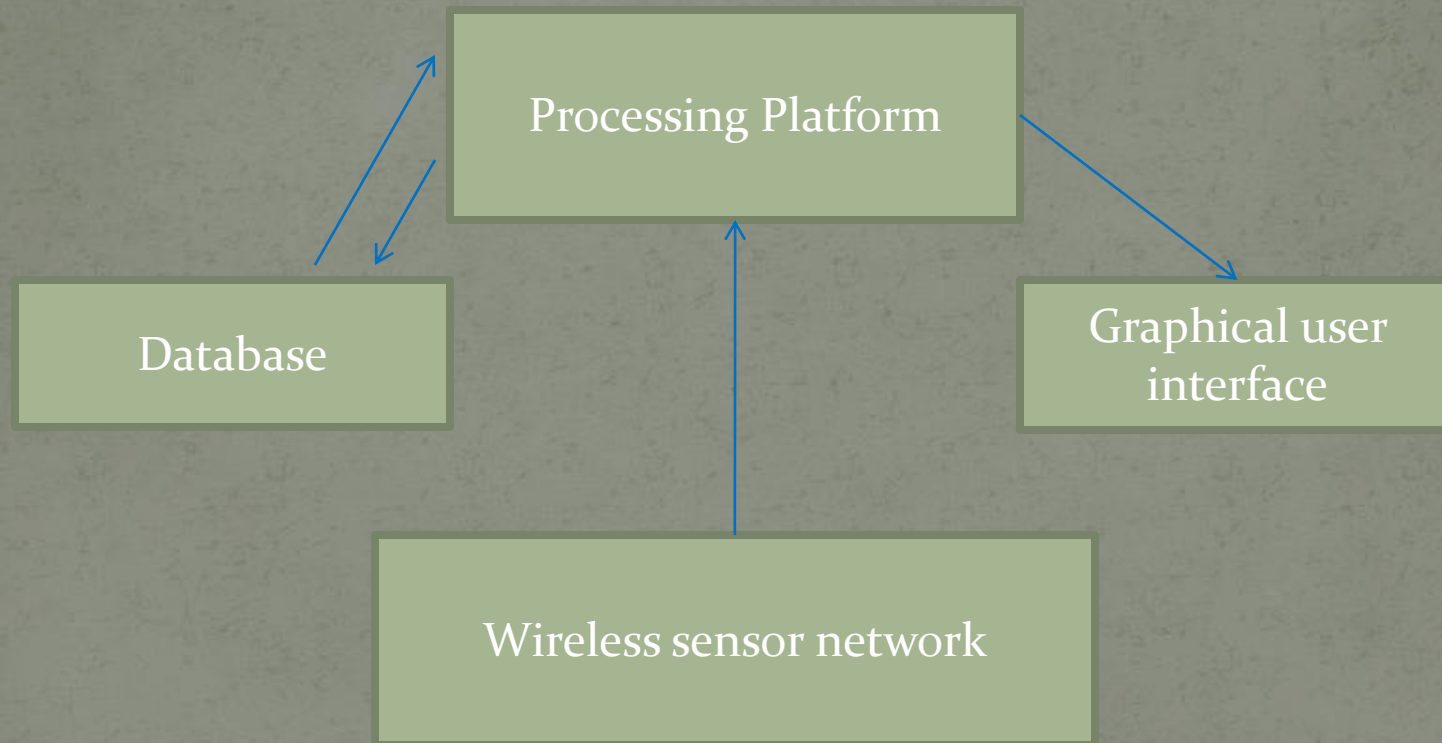 Processing Platform
Database
Graphical user
interface
Wireless sensor network